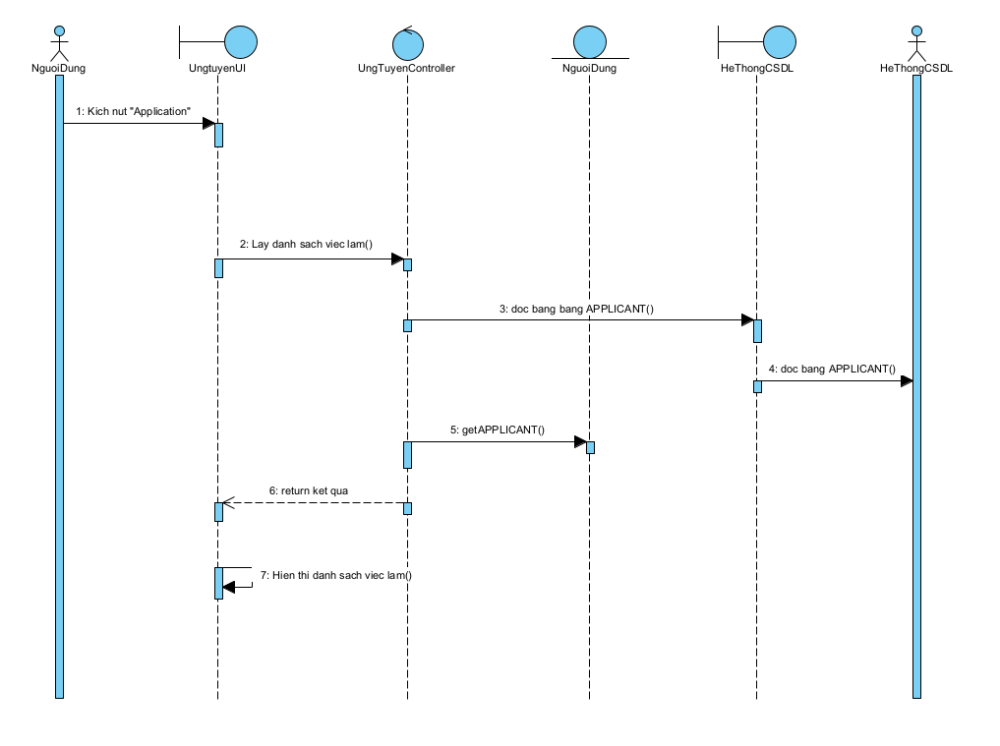 NguoiDung
UngtuyenUI
UngTuyenController
NguoiDung
HeThongCSDL
HeThongCSDL
1: Kich nut "Application"
2: Lay danh sach viec lam()
3: doc bang bang APPLICANT()
4: doc bang APPLICANT()
5: getAPPLICANT()
6: return ket qua
7: Hien thi danh sach viec lam()